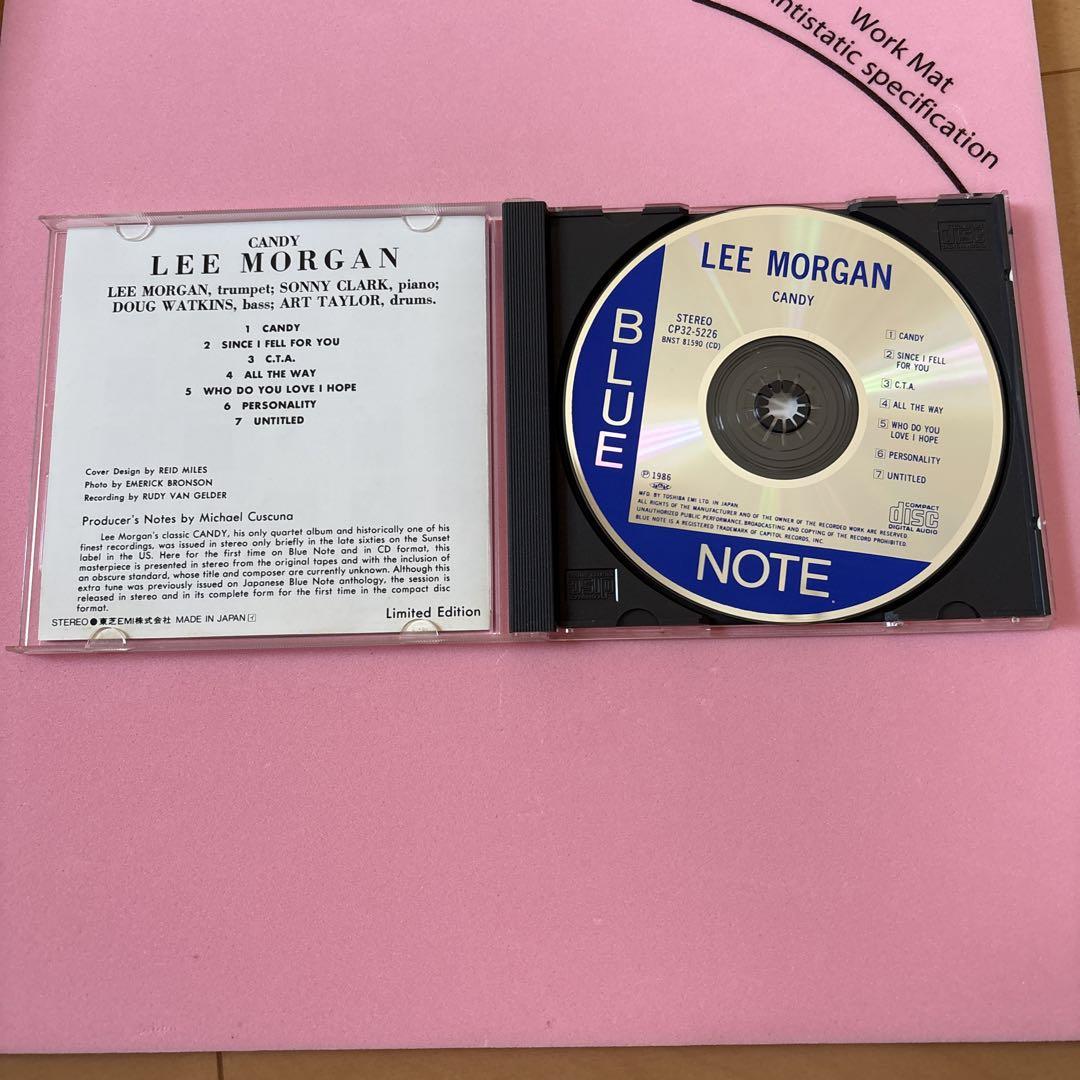 Work Mat
antistatic specification
CANDY
LEE MORGAN
LEE MORGAN, trumpet; SONNY CLARK, piano;
DOUG WATKINS, bass; ART TAYLOR, drums.
1 CANDY
2 SINCE I FELL FOR YOU
3 C.T.A.
4 ALL THE WAY
5 WHO DO YOU LOVE I HOPE
6 PERSONALITY
7 UNTITLED
Cover Design by REID MILES
Photo by EMERICK BRONSON
Recording by RUDY VAN GELDER
Producer's Notes by Michael Cuscuna
Lee Morgan's classic CANDY, his only quartet album and historically one of his
finest recordings, was issued in stereo only briefly in the late sixties on the Sunset
label in the US. Here for the first time on Blue Note and in CD format, this
masterpiece is presented in stereo from the original tapes and with the inclusion of
an obscure standard, whose title and composer are currently unknown. Although this
extra tune was previously issued on Japanese Blue Note anthology, the session is
released in stereo and in its complete form for the first time in the compact disc
format.
Limited Edition
STEREO●東芝EMI株式会社 MADE IN JAPAN イ
LEE MORGAN
CANDY
STEREO
CP32-5226
BNST 81590 (CD)
1 CANDY
2 SINCE I FELL
FOR YOU
3 C.T.A.
4 ALL THE WAY
5 WHO DO YOU
LOVE I HOPE
6 PERSONALITY
7 UNTITLED
BLUE
NOTE
Ⓟ 1986
MFD. BY TOSHIBA EMI LTD. IN JAPAN.
ALL RIGHTS OF THE MANUFACTURER AND OF THE OWNER OF THE RECORDED WORK ARE RESERVED.
UNAUTHORIZED PUBLIC PERFORMANCE, BROADCASTING AND COPYING OF THE RECORD PROHIBITED.
BLUE NOTE IS A REGISTERED TRADEMARK OF CAPITOL RECORDS, INC.
COMPACT
disc
DIGITAL AUDIO
disc
disc